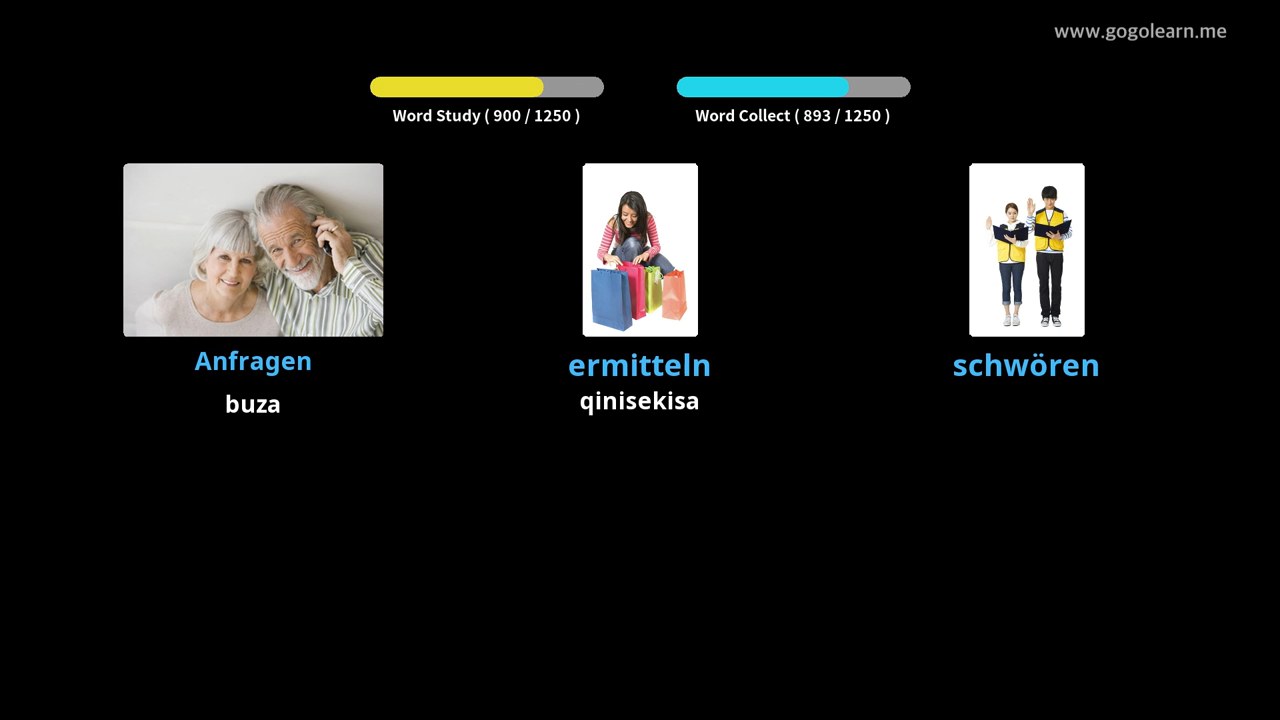 www.gogolearn.me
Word Study ( 900 / 1250 )
Word Collect ( 893 / 1250 )
Anfragen
buza
ermitteln
qinisekisa
schwören